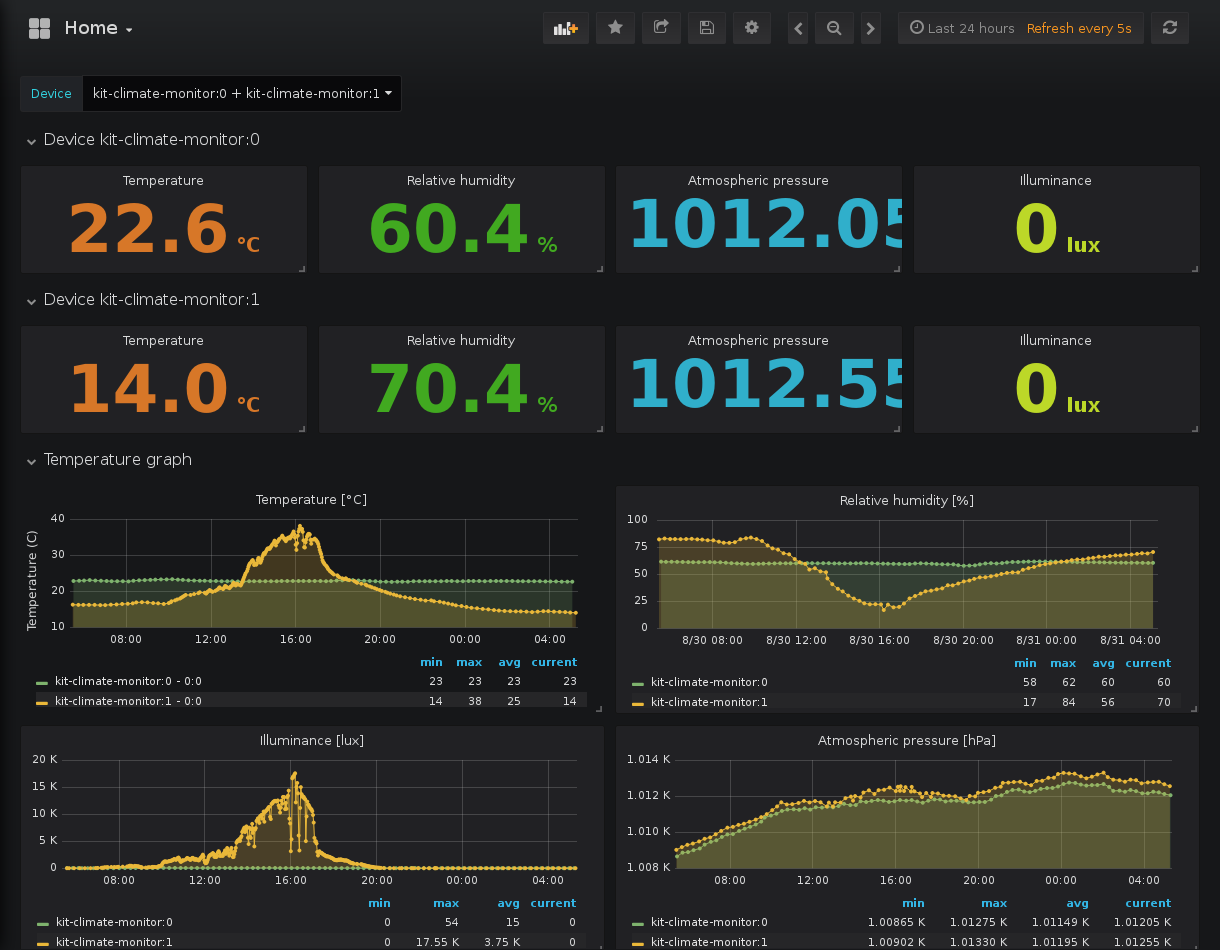 Home
Last 24 hours Refresh every 5s
Device kit-climate-monitor:0 + kit-climate-monitor:1
Device kit-climate-monitor:0
Temperature Relative humidity Atmospheric pressure Illuminance
22.6 °C 60.4 % 1012.05 0 lux
Device kit-climate-monitor:1
Temperature Relative humidity Atmospheric pressure Illuminance
14.0 °C 70.4 % 1012.55 0 lux
Temperature graph
Temperature [°C]
Temperature (C)
40
30
20
10
08:00 12:00 16:00 20:00 00:00 04:00
min max avg current
kit-climate-monitor:0 - 0:0 23 23 23 23
kit-climate-monitor:1 - 0:0 14 38 25 14
Relative humidity [%]
100
75
50
25
0
8/30 08:00 8/30 12:00 8/30 16:00 8/30 20:00 8/31 00:00 8/31 04:00
min max avg current
kit-climate-monitor:0 58 62 60 60
kit-climate-monitor:1 17 84 56 70
Illuminance [lux]
20 K
15 K
10 K
5 K
0
08:00 12:00 16:00 20:00 00:00 04:00
min max avg current
kit-climate-monitor:0 0 54 15 0
kit-climate-monitor:1 0 17.55 K 3.75 K 0
Atmospheric pressure [hPa]
1.014 K
1.012 K
1.010 K
1.008 K
08:00 12:00 16:00 20:00 00:00 04:00
min max avg current
kit-climate-monitor:0 1.00865 K 1.01275 K 1.01149 K 1.01205 K
kit-climate-monitor:1 1.00902 K 1.01330 K 1.01195 K 1.01255 K